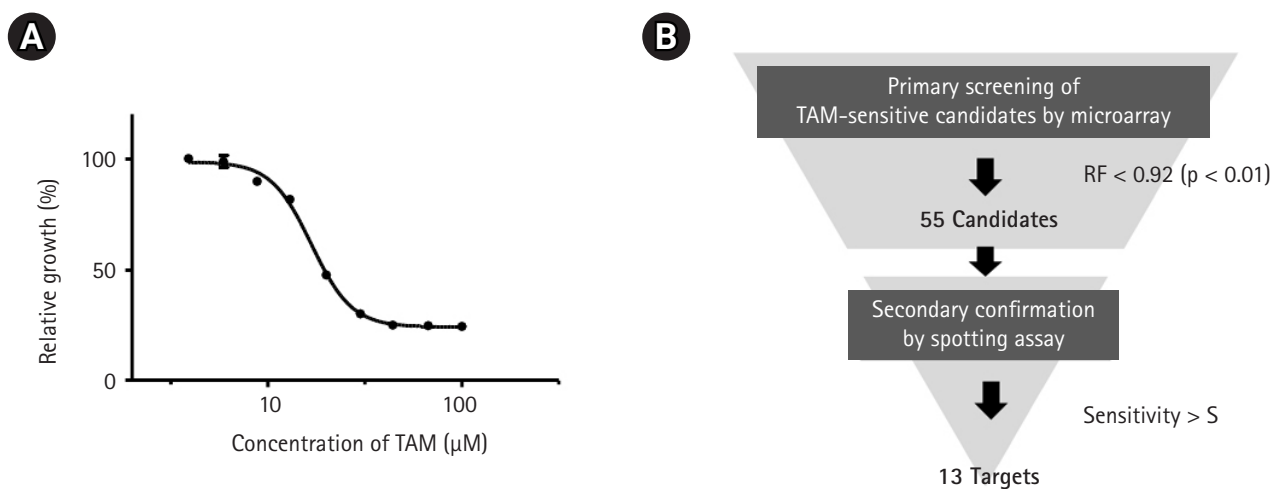 A
Relative growth (%)
100
50
0
10
100
Concentration of TAM (µM)
B
Primary screening of
TAM-sensitive candidates by microarray
RF < 0.92 (p < 0.01)
55 Candidates
Secondary confirmation
by spotting assay
Sensitivity > S
13 Targets